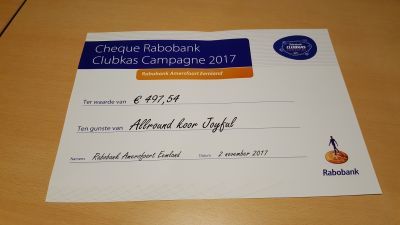 Cheque Rabobank
Clubkas Campagne 2017
CLUBKAS
Rabobank Amersfoort Eemland
Ter waarde van € 497,54
Ten gunste van Allround koor Joyful
Namens Rabobank Amersfoort Eemland Datum 2 november 2017
Rabobank